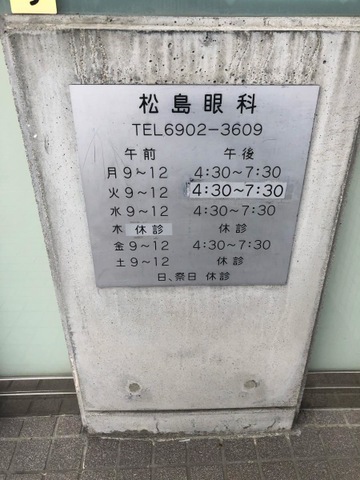 松島眼科
TEL6902-3609
午前 午後
月 9～12 4:30～7:30
火 9～12 4:30～7:30
水 9～12 4:30～7:30
木 休診 休診
金 9～12 4:30～7:30
土 9～12 休診
日、祭日 休診